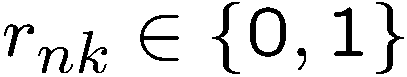 r_{nk} ∈ {0, 1}